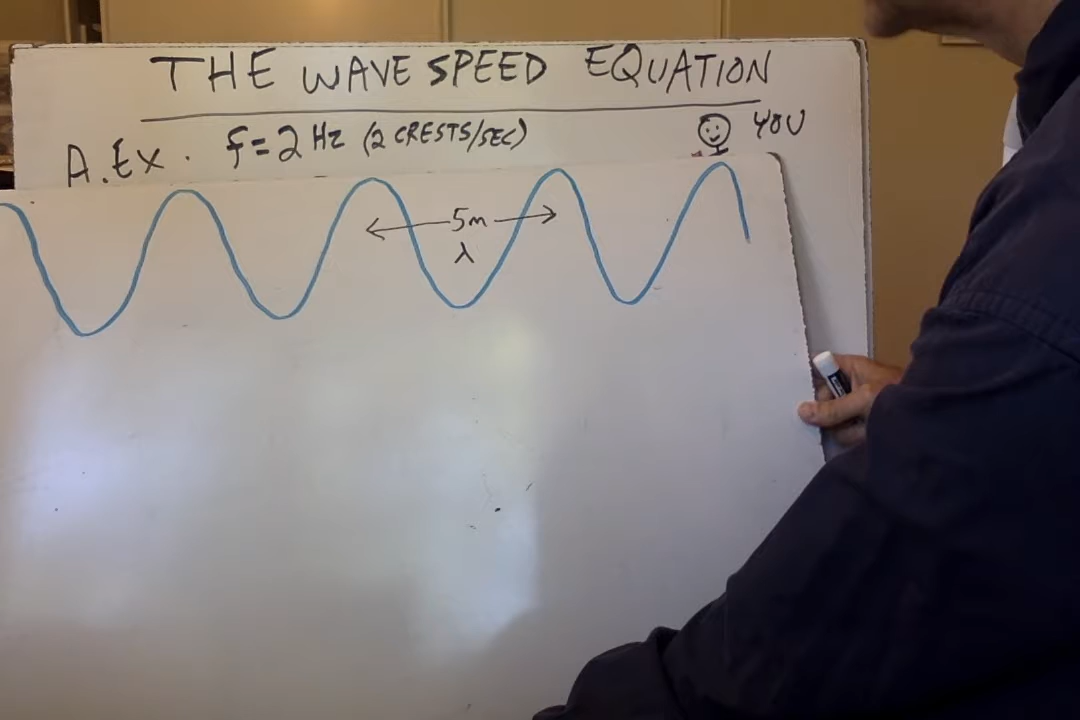 THE WAVE SPEED EQUATION
A. Ex. f = 2 Hz (2 CRESTS/SEC)
YOU
5m
λ